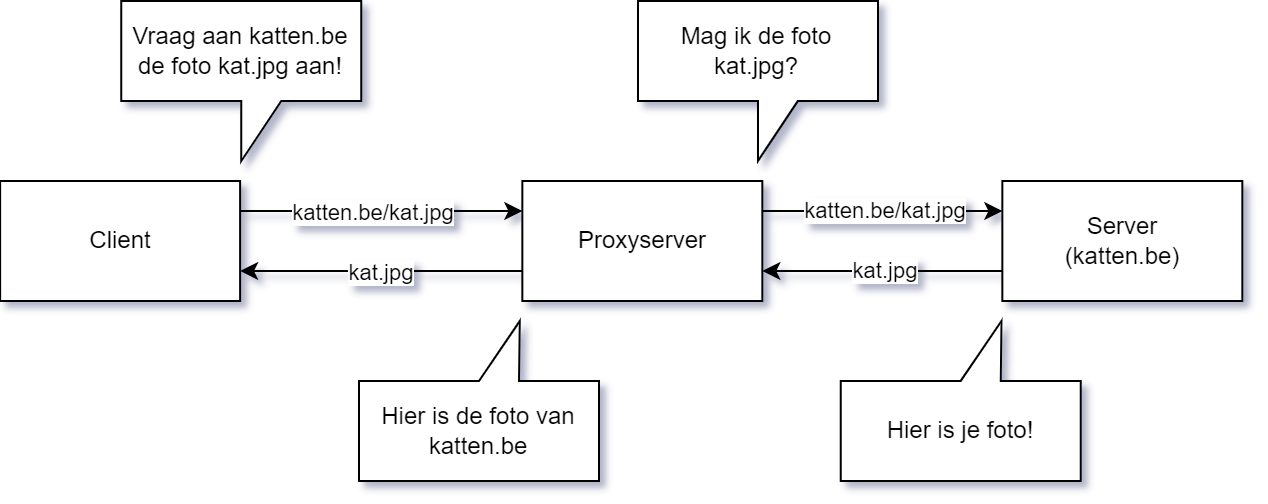 Vraag aan katten.be
de foto kat.jpg aan!
Mag ik de foto
kat.jpg?
Client
katten.be/kat.jpg
kat.jpg
Proxyserver
katten.be/kat.jpg
kat.jpg
Server
(katten.be)
Hier is de foto van
katten.be
Hier is je foto!